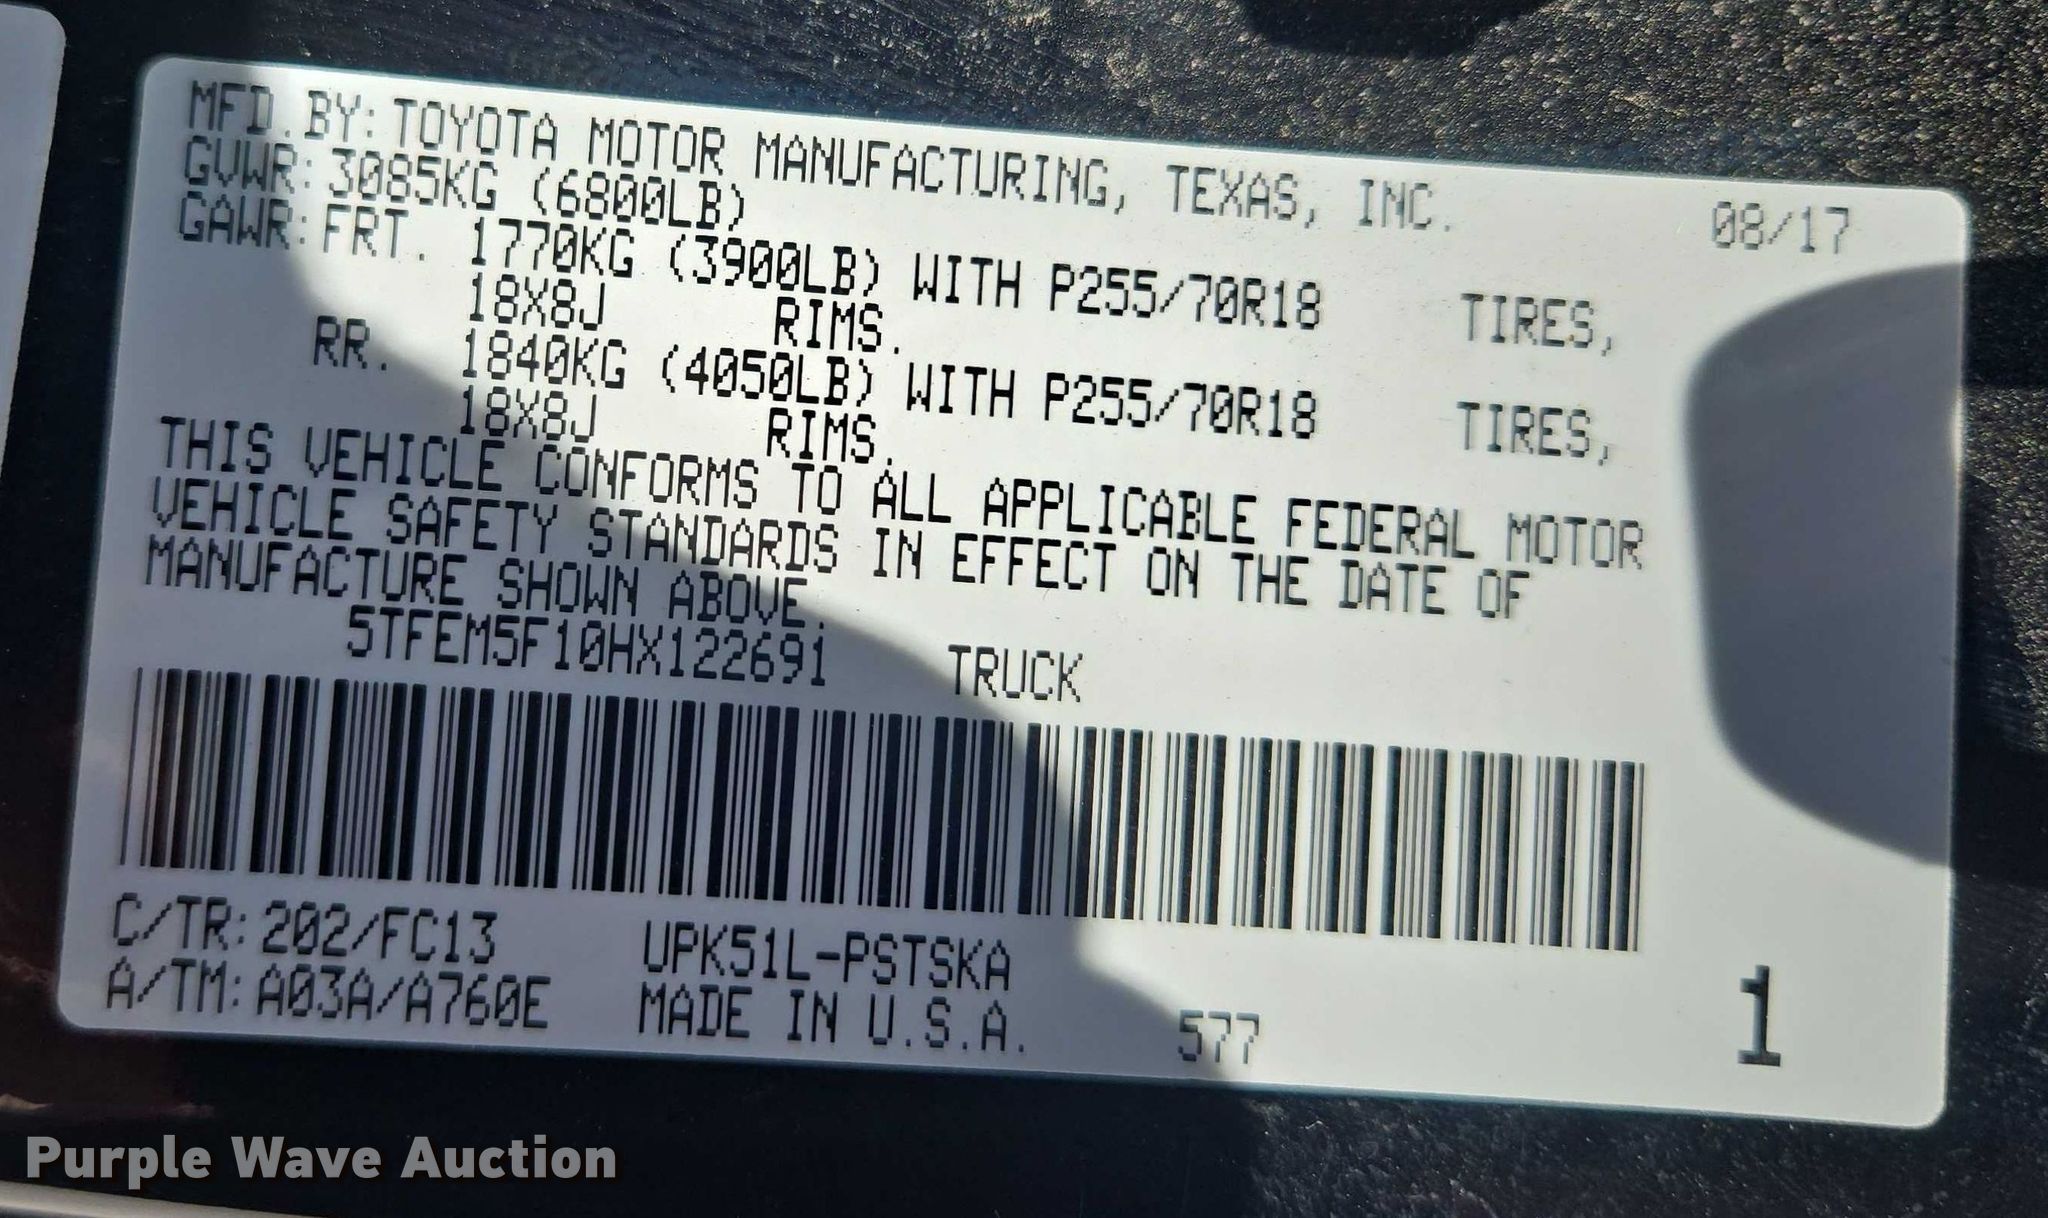 MFD.BY:TOYOTA MOTOR MANUFACTURING, TEXAS, INC. 08/17
GVWR:3085KG (6800LB)
GAWR:FRT. 1770KG (3900LB) WITH P255/70R18 TIRES,
18X8J RIMS.
RR. 1840KG (4050LB) WITH P255/70R18 TIRES,
18X8J RIMS.
THIS VEHICLE CONFORMS TO ALL APPLICABLE FEDERAL MOTOR
VEHICLE SAFETY STANDARDS IN EFFECT ON THE DATE OF
MANUFACTURE SHOWN ABOVE.
5TFEM5F10HX122691 TRUCK
C/TR:202/FC13 UPK51L-PSTSKA
A/TM:A03A/A760E MADE IN U.S.A. 577 1
Purple Wave Auction